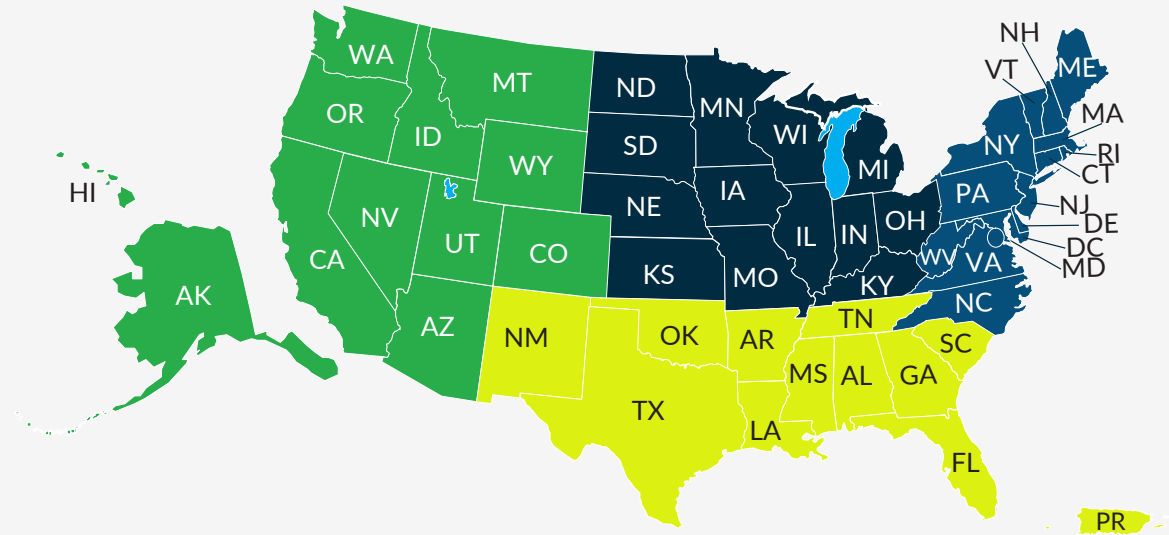 NH
WA
ME
VT
MT
ND
MN
OR
MA
ID
WI
NY
SD
RI
WY
MI
CT
HI
IA
PA
NE
NJ
NV
OH
DE
UT
IL
IN
DC
CO
WV
VA
CA
MD
KS
MO
KY
AK
NC
TN
AZ
NM
OK
AR
SC
MS
AL
GA
TX
LA
FL
PR